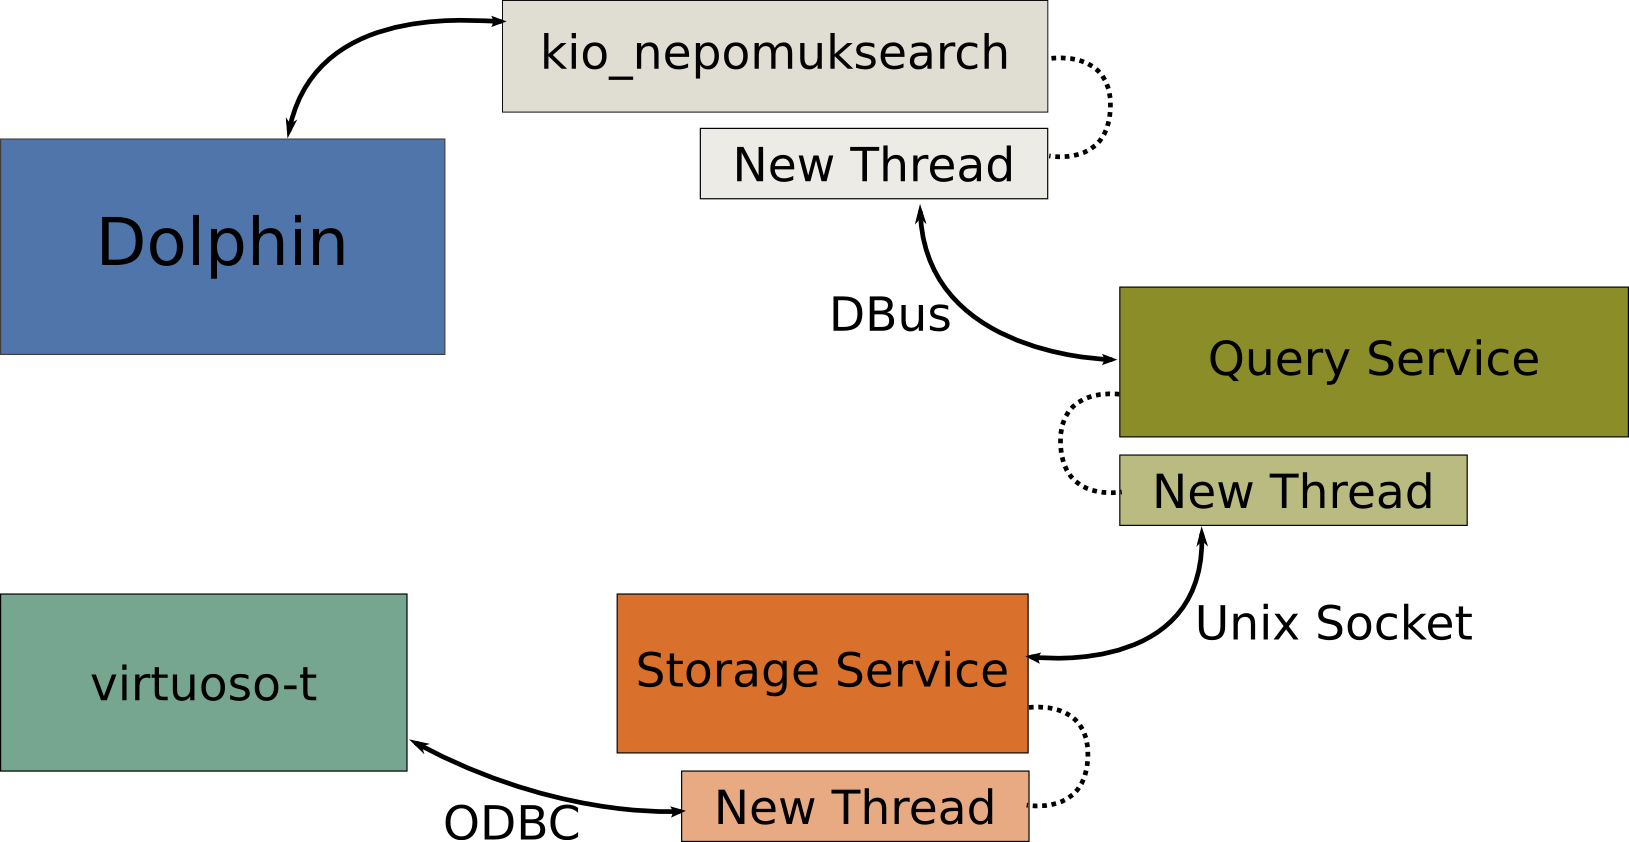 kio_nepomuksearch
New Thread
Dolphin
DBus
Query Service
New Thread
Unix Socket
Storage Service
virtuoso-t
New Thread
ODBC